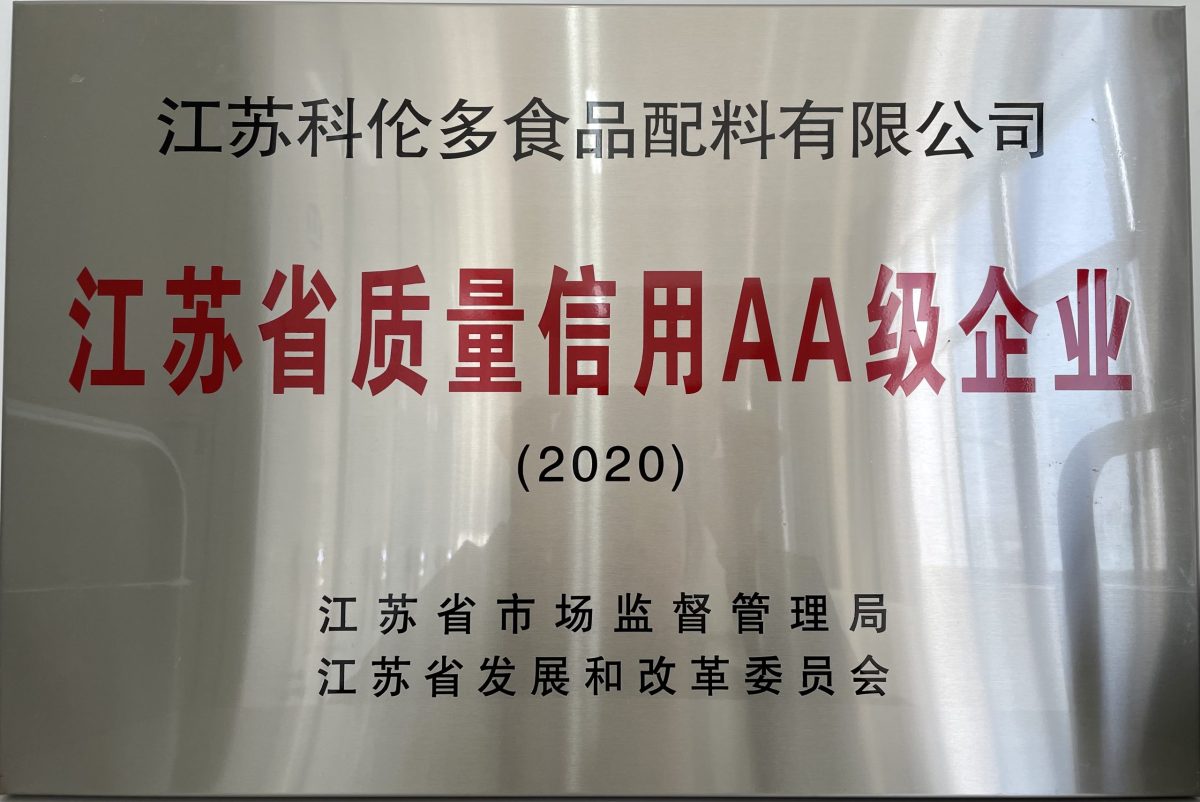 江苏科伦多食品配料有限公司
江苏省质量信用AA级企业
(2020)
江苏省市场监督管理局
江苏省发展和改革委员会